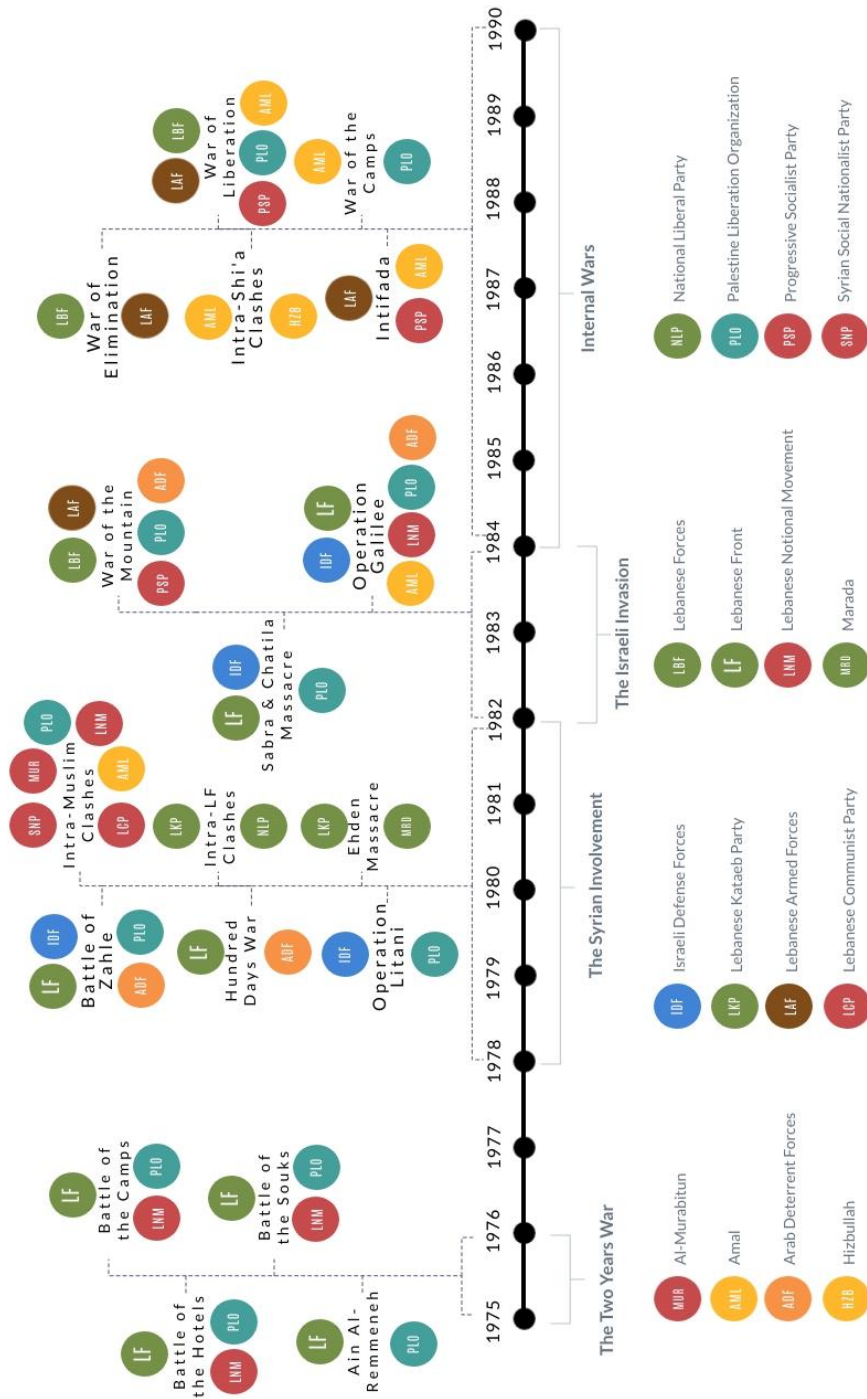 LF
Battle of
the Hotels
LNM PLO
LF
Battle of
the Camps
LNM PLO
LF
Ain Al-
Remmeneh
PLO
LF
Battle of
the Souks
LNM PLO
LF IDF
Battle of
Zahle
ADF PLO
SNP MUR PLO
Intra-Muslim
Clashes
LCP AML LNM
LF
Hundred
Days War
ADF
LKP
Intra-LF
Clashes
NLP
IDF
Operation
Litani
PLO
LKP
Ehden
Massacre
MRD
LBF LAF
War of the
Mountain
PSP PLO ADF
LF IDF
Sabra & Chatila
Massacre
PLO
IDF LF
Operation
Galilee
AML LNM PLO ADF
LBF
War of
Elimination
LAF
LAF LBF
War of
Liberation
PSP PLO AML
AML
Intra-Shi'a
Clashes
HZB
AML
War of the
Camps
PLO
LAF
Intifada
PSP AML
1975 1976 1977 1978 1979 1980 1981 1982 1983 1984 1985 1986 1987 1988 1989 1990
The Two Years War
The Syrian Involvement
The Israeli Invasion
Internal Wars
MUR Al-Murabitun
AML Amal
ADF Arab Deterrent Forces
HZB Hizbullah
IDF Israeli Defense Forces
LKP Lebanese Kataeb Party
LAF Lebanese Armed Forces
LCP Lebanese Communist Party
LBF Lebanese Forces
LF Lebanese Front
LNM Lebanese Notional Movement
MRD Marada
NLP National Liberal Party
PLO Palestine Liberation Organization
PSP Progressive Socialist Party
SNP Syrian Social Nationalist Party